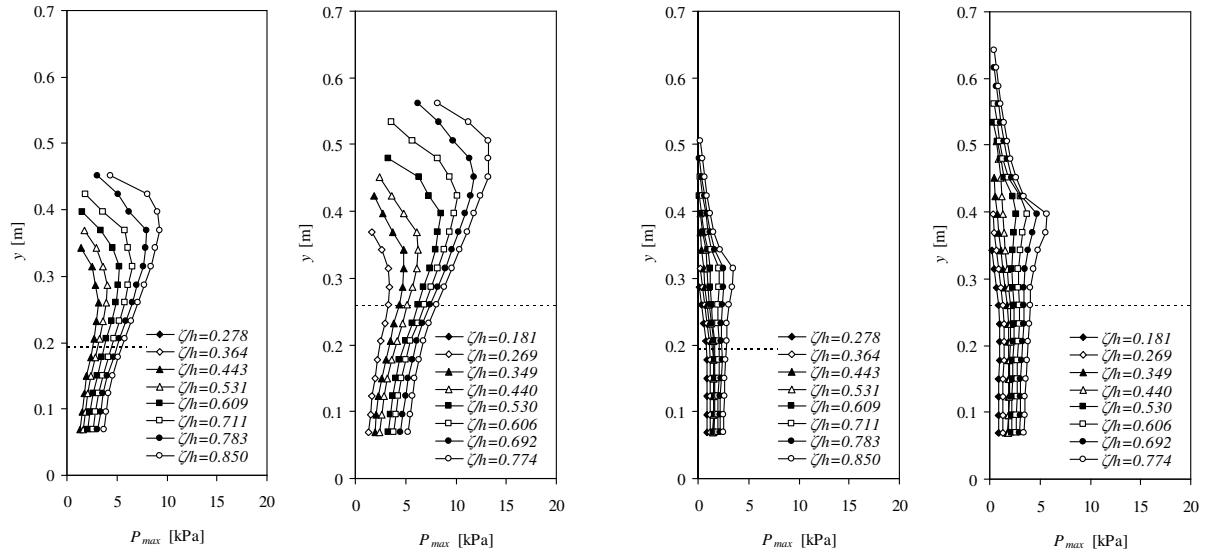 0.7
0.6
0.5
0.4
0.3
0.2
0.1
0
y [m]
0 5 10 15 20
P_max [kPa]
ζ/h=0.278
ζ/h=0.364
ζ/h=0.443
ζ/h=0.531
ζ/h=0.609
ζ/h=0.711
ζ/h=0.783
ζ/h=0.850
0.7
0.6
0.5
0.4
0.3
0.2
0.1
0
y [m]
0 5 10 15 20
P_max [kPa]
ζ/h=0.181
ζ/h=0.269
ζ/h=0.349
ζ/h=0.440
ζ/h=0.530
ζ/h=0.606
ζ/h=0.692
ζ/h=0.774
0.7
0.6
0.5
0.4
0.3
0.2
0.1
0
y [m]
0 5 10 15 20
P_max [kPa]
ζ/h=0.278
ζ/h=0.364
ζ/h=0.443
ζ/h=0.531
ζ/h=0.609
ζ/h=0.711
ζ/h=0.783
ζ/h=0.850
0.7
0.6
0.5
0.4
0.3
0.2
0.1
0
y [m]
0 5 10 15 20
P_max [kPa]
ζ/h=0.181
ζ/h=0.269
ζ/h=0.349
ζ/h=0.440
ζ/h=0.530
ζ/h=0.606
ζ/h=0.692
ζ/h=0.774